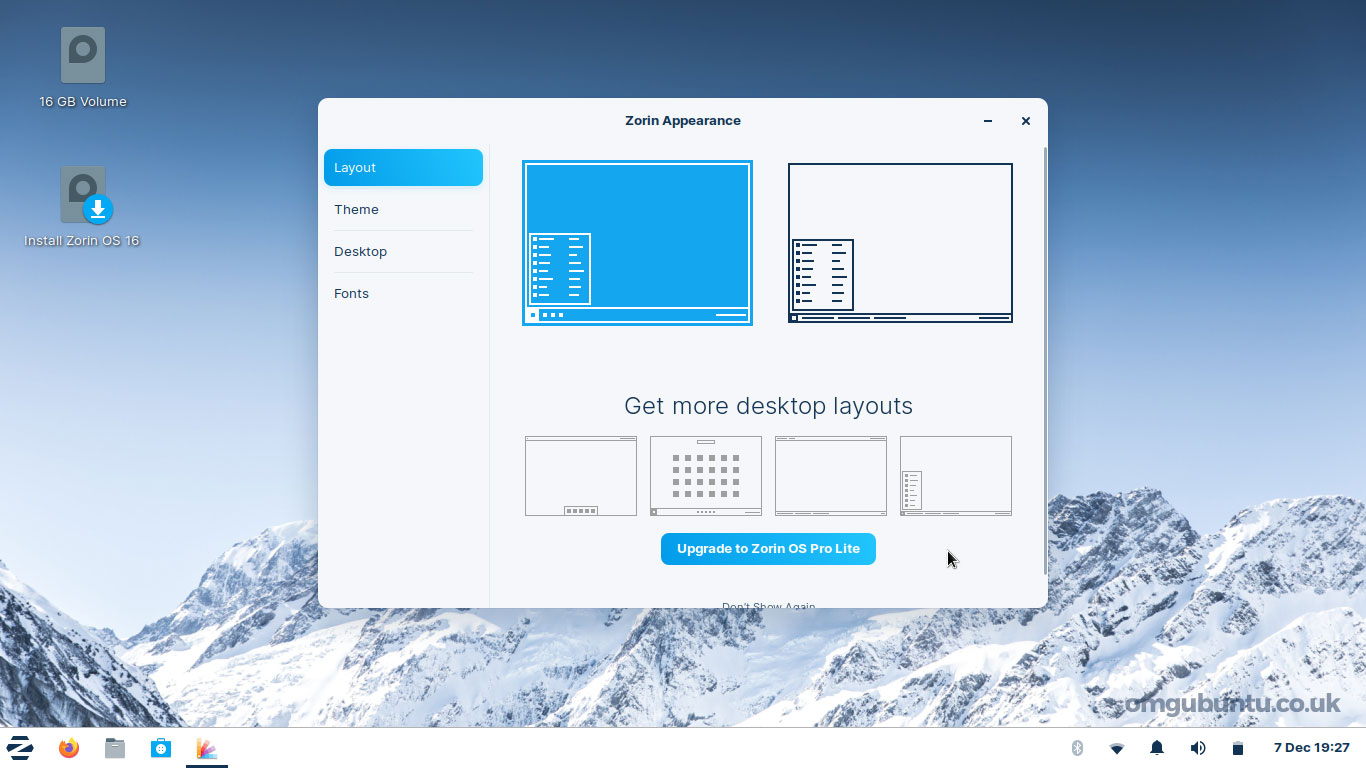 16 GB Volume
Install Zorin OS 16
Zorin Appearance
Layout
Theme
Desktop
Fonts
Get more desktop layouts
Upgrade to Zorin OS Pro Lite
Don't Show Again
omgubuntu.co.uk
7 Dec 19:27